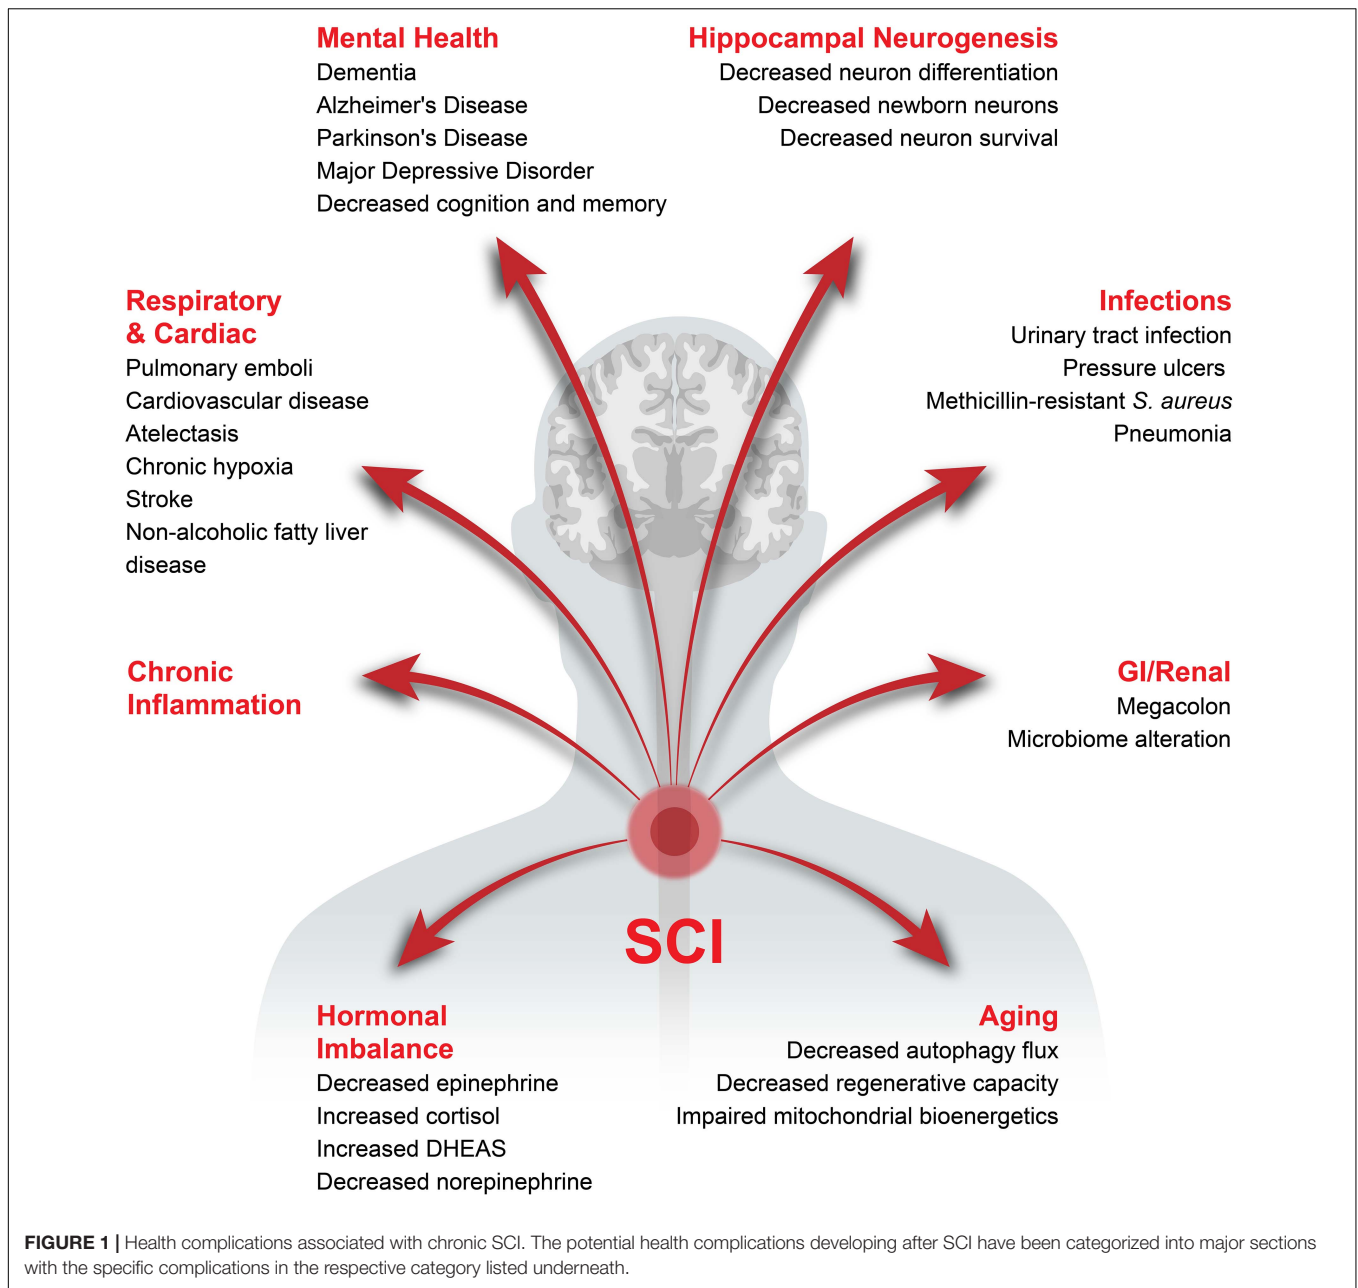 Mental Health
Dementia
Alzheimer's Disease
Parkinson's Disease
Major Depressive Disorder
Decreased cognition and memory
Hippocampal Neurogenesis
Decreased neuron differentiation
Decreased newborn neurons
Decreased neuron survival
Respiratory
& Cardiac
Pulmonary emboli
Cardiovascular disease
Atelectasis
Chronic hypoxia
Stroke
Non-alcoholic fatty liver
disease
Infections
Urinary tract infection
Pressure ulcers
Methicillin-resistant S. aureus
Pneumonia
Chronic
Inflammation
GI/Renal
Megacolon
Microbiome alteration
SCI
Hormonal
Imbalance
Decreased epinephrine
Increased cortisol
Increased DHEAS
Decreased norepinephrine
Aging
Decreased autophagy flux
Decreased regenerative capacity
Impaired mitochondrial bioenergetics
FIGURE 1 | Health complications associated with chronic SCI. The potential health complications developing after SCI have been categorized into major sections
with the specific complications in the respective category listed underneath.